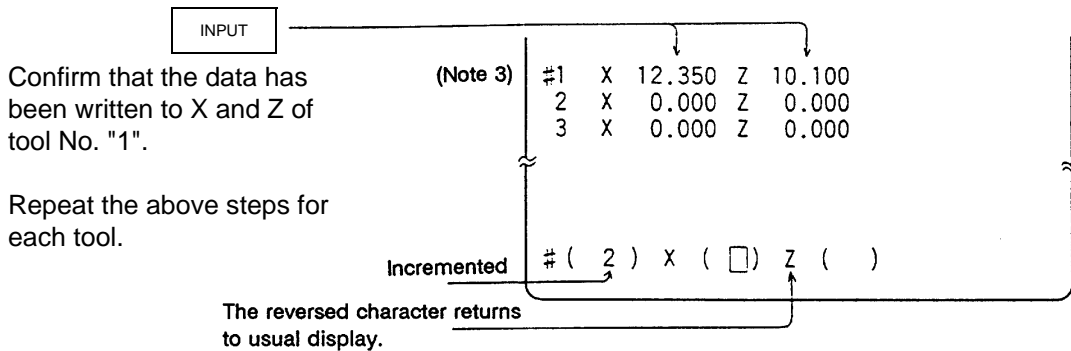 INPUT
Confirm that the data has
been written to X and Z of
tool No. "1".
Repeat the above steps for
each tool.
(Note 3)
#1 X 12.350 Z 10.100
2 X 0.000 Z 0.000
3 X 0.000 Z 0.000
# ( 2 ) X ( □ ) Z ( )
Incremented
The reversed character returns
to usual display.